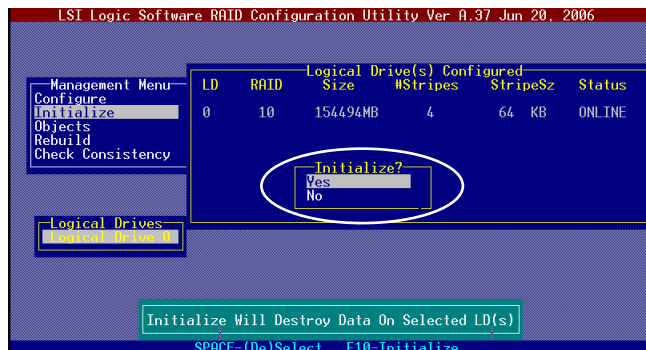 LSI Logic Software RAID Configuration Utility Ver A.37 Jun 20, 2006
Management Menu
Configure
Initialize
Objects
Rebuild
Check Consistency
Logical Drive(s) Configured
LD RAID Size #Stripes StripeSz Status
0 10 154494MB 4 64 KB ONLINE
Initialize?
Yes
No
Logical Drives
Logical Drive 0
Initialize Will Destroy Data On Selected LD(s)
SPACE-(De)Select F10-Initialize